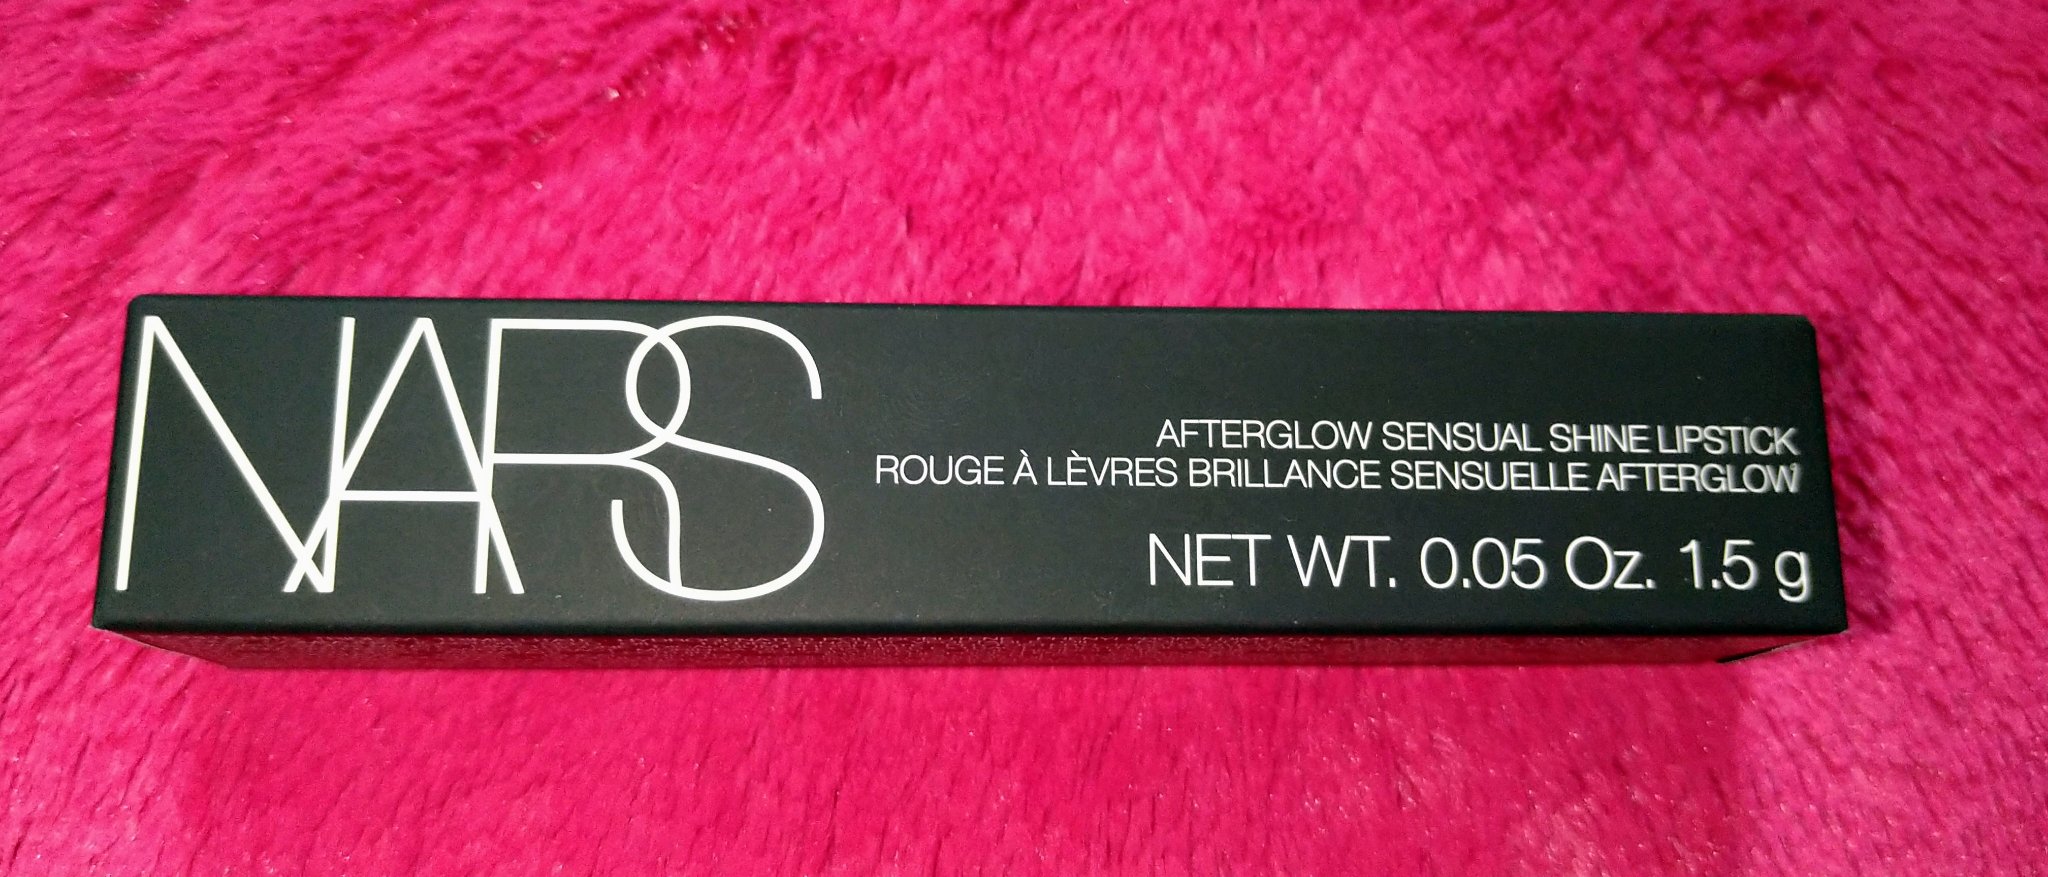 NARS
AFTERGLOW SENSUAL SHINE LIPSTICK
ROUGE À LÈVRES BRILLANCE SENSUELLE AFTERGLOW
NET WT. 0.05 Oz. 1.5 g